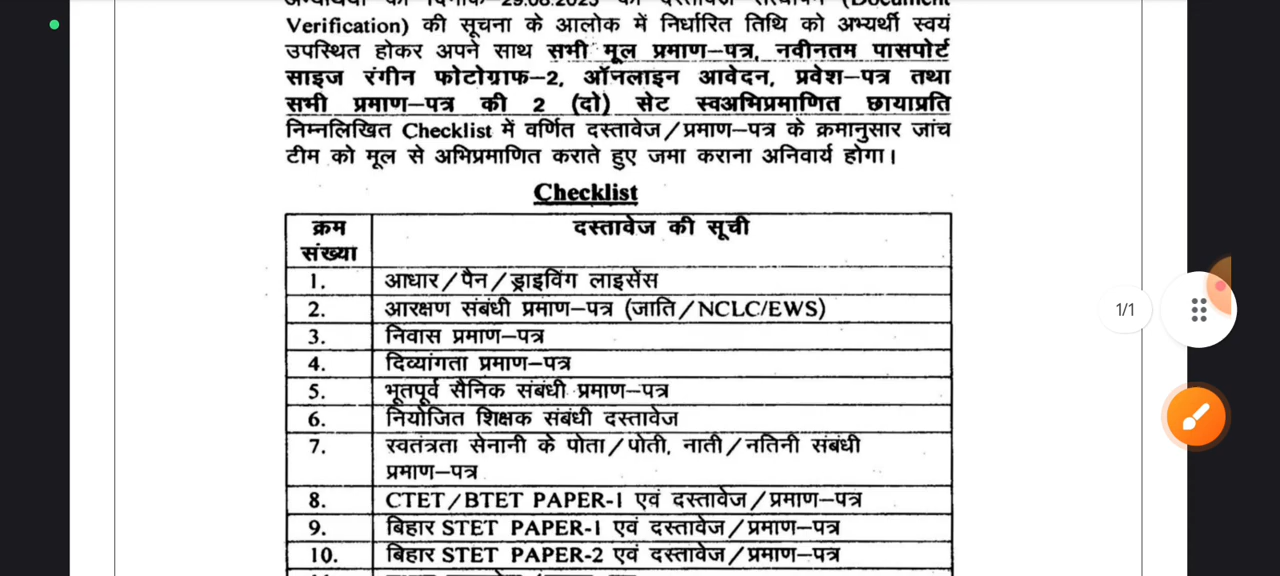 दिनांक 29.08.2023 (Document
Verification) की सूचना के आलोक में निर्धारित तिथि को अभ्यर्थी स्वयं
उपस्थित होकर अपने साथ सभी मूल प्रमाण–पत्र, नवीनतम पासपोर्ट
साइज रंगीन फोटोग्राफ–2, ऑनलाइन आवेदन, प्रवेश–पत्र तथा
सभी प्रमाण–पत्र की 2 (दो) सेट स्वअभिप्रमाणित छायाप्रति
निम्नलिखित Checklist में वर्णित दस्तावेज/प्रमाण–पत्र के क्रमानुसार जांच
टीम को मूल से अभिप्रमाणित कराते हुए जमा कराना अनिवार्य होगा।
Checklist
क्रम संख्या दस्तावेज की सूची
1. आधार/पैन/ड्राइविंग लाइसेंस
2. आरक्षण संबंधी प्रमाण–पत्र (जाति/NCLC/EWS)
3. निवास प्रमाण–पत्र
4. दिव्यांगता प्रमाण–पत्र
5. भूतपूर्व सैनिक संबंधी प्रमाण–पत्र
6. नियोजित शिक्षक संबंधी दस्तावेज
7. स्वतंत्रता सेनानी के पोता/पोती, नाती/नतिनी संबंधी
प्रमाण–पत्र
8. CTET/BTET PAPER-I एवं दस्तावेज/प्रमाण–पत्र
9. बिहार STET PAPER-I एवं दस्तावेज/प्रमाण–पत्र
10. बिहार STET PAPER-2 एवं दस्तावेज/प्रमाण–पत्र
1/1